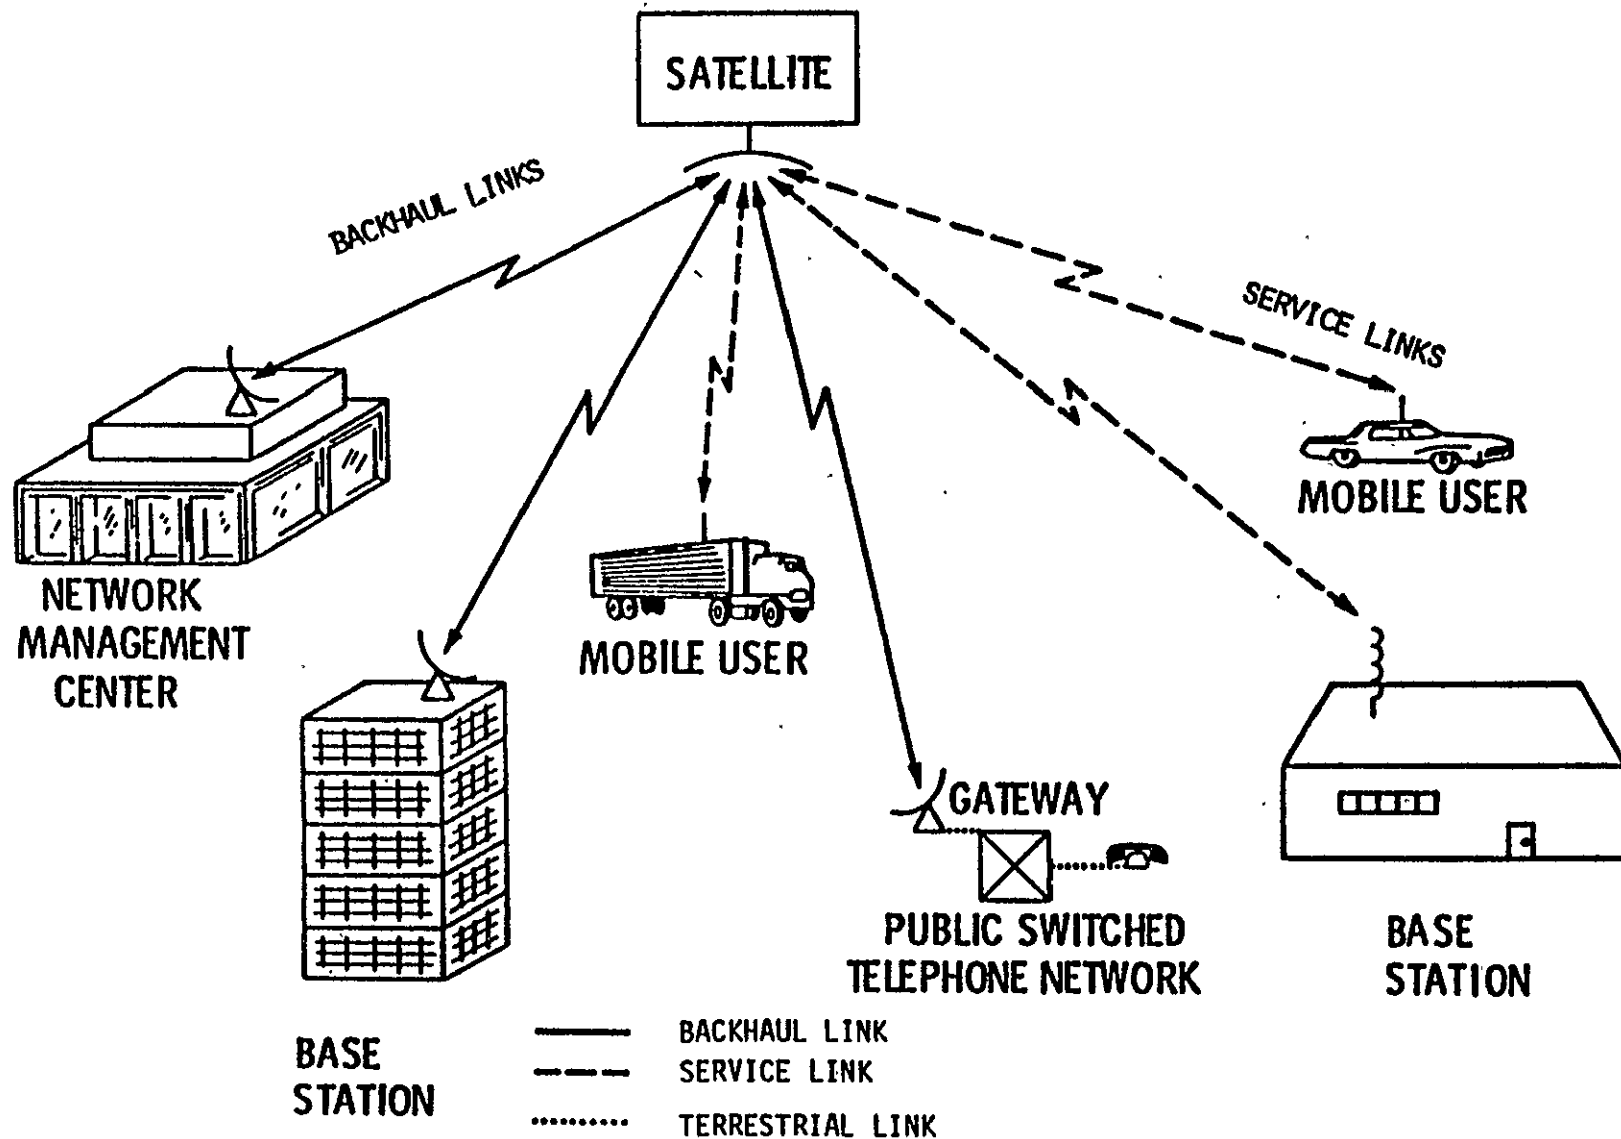 SATELLITE
BACKHAUL LINKS
SERVICE LINKS
MOBILE USER
NETWORK
MANAGEMENT
CENTER
MOBILE USER
GATEWAY
PUBLIC SWITCHED
TELEPHONE NETWORK
BASE
STATION
BASE
STATION
BACKHAUL LINK
SERVICE LINK
TERRESTRIAL LINK